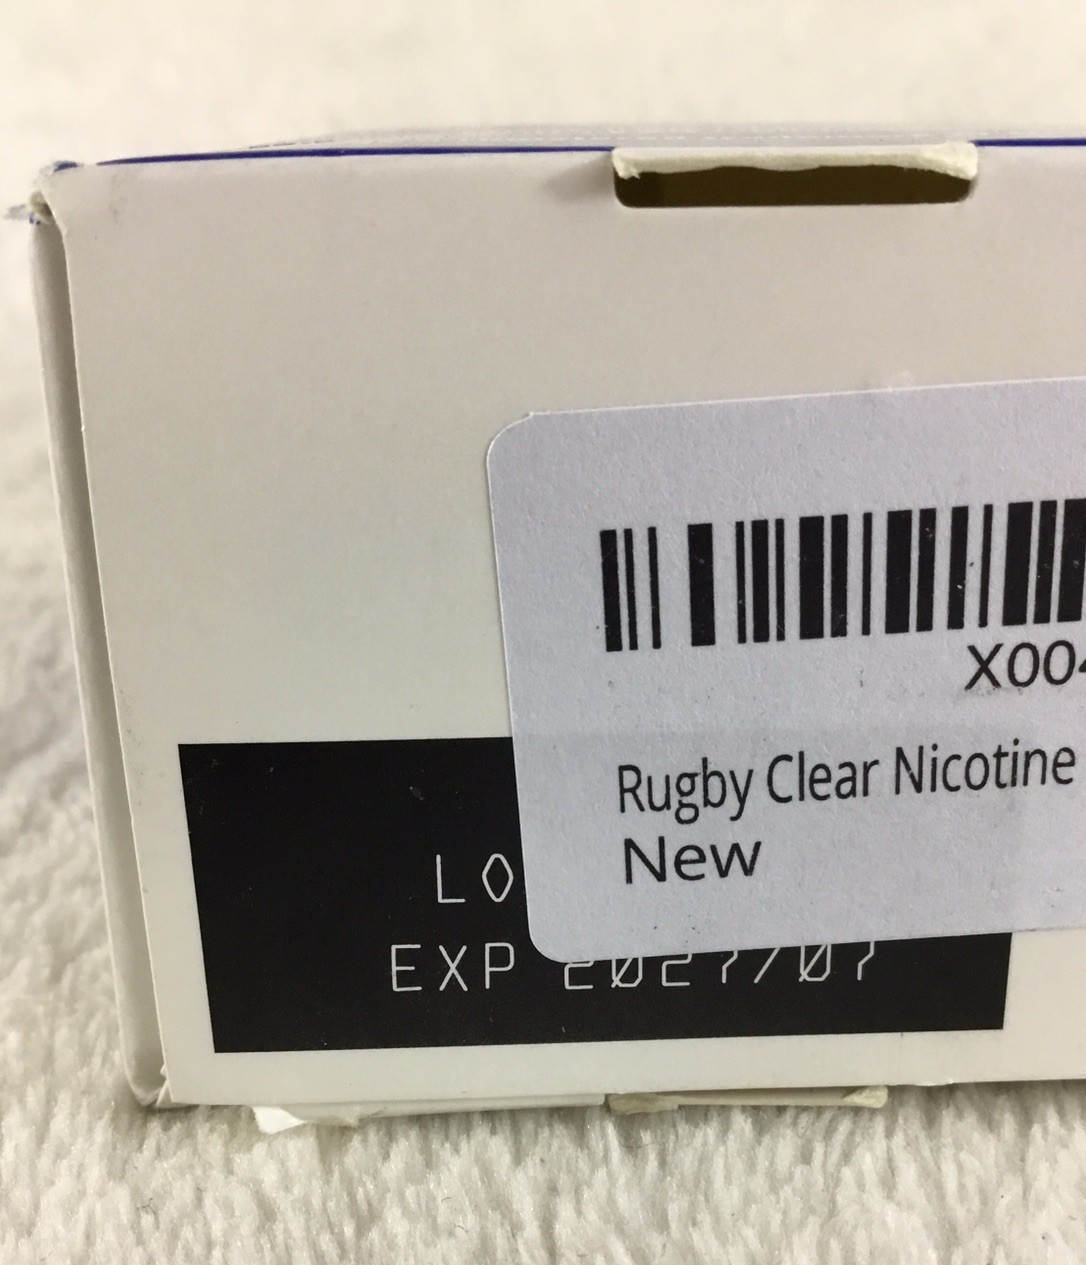 X004
Rugby Clear Nicotine
New
LO
EXP 2027/07